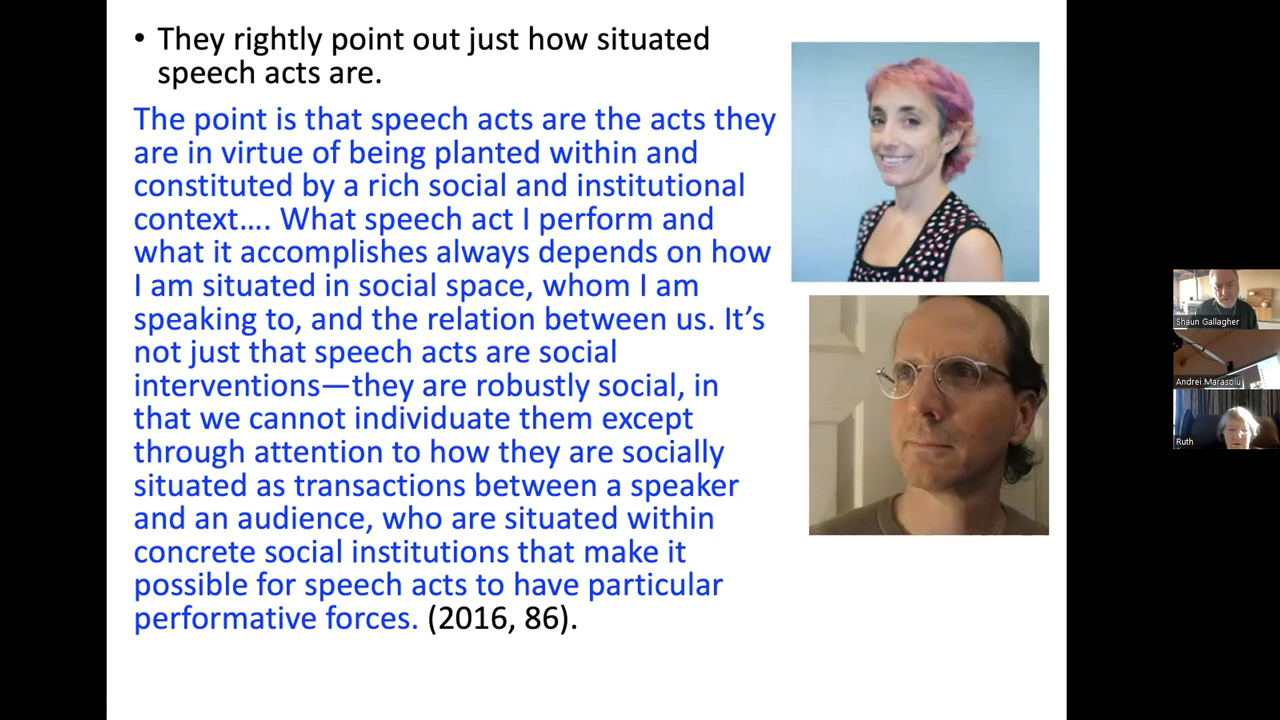 • They rightly point out just how situated
speech acts are.
The point is that speech acts are the acts they
are in virtue of being planted within and
constituted by a rich social and institutional
context…. What speech act I perform and
what it accomplishes always depends on how
I am situated in social space, whom I am
speaking to, and the relation between us. It’s
not just that speech acts are social
interventions—they are robustly social, in
that we cannot individuate them except
through attention to how they are socially
situated as transactions between a speaker
and an audience, who are situated within
concrete social institutions that make it
possible for speech acts to have particular
performative forces. (2016, 86).
Shaun Gallagher
Andrei Marasoiu
Ruth